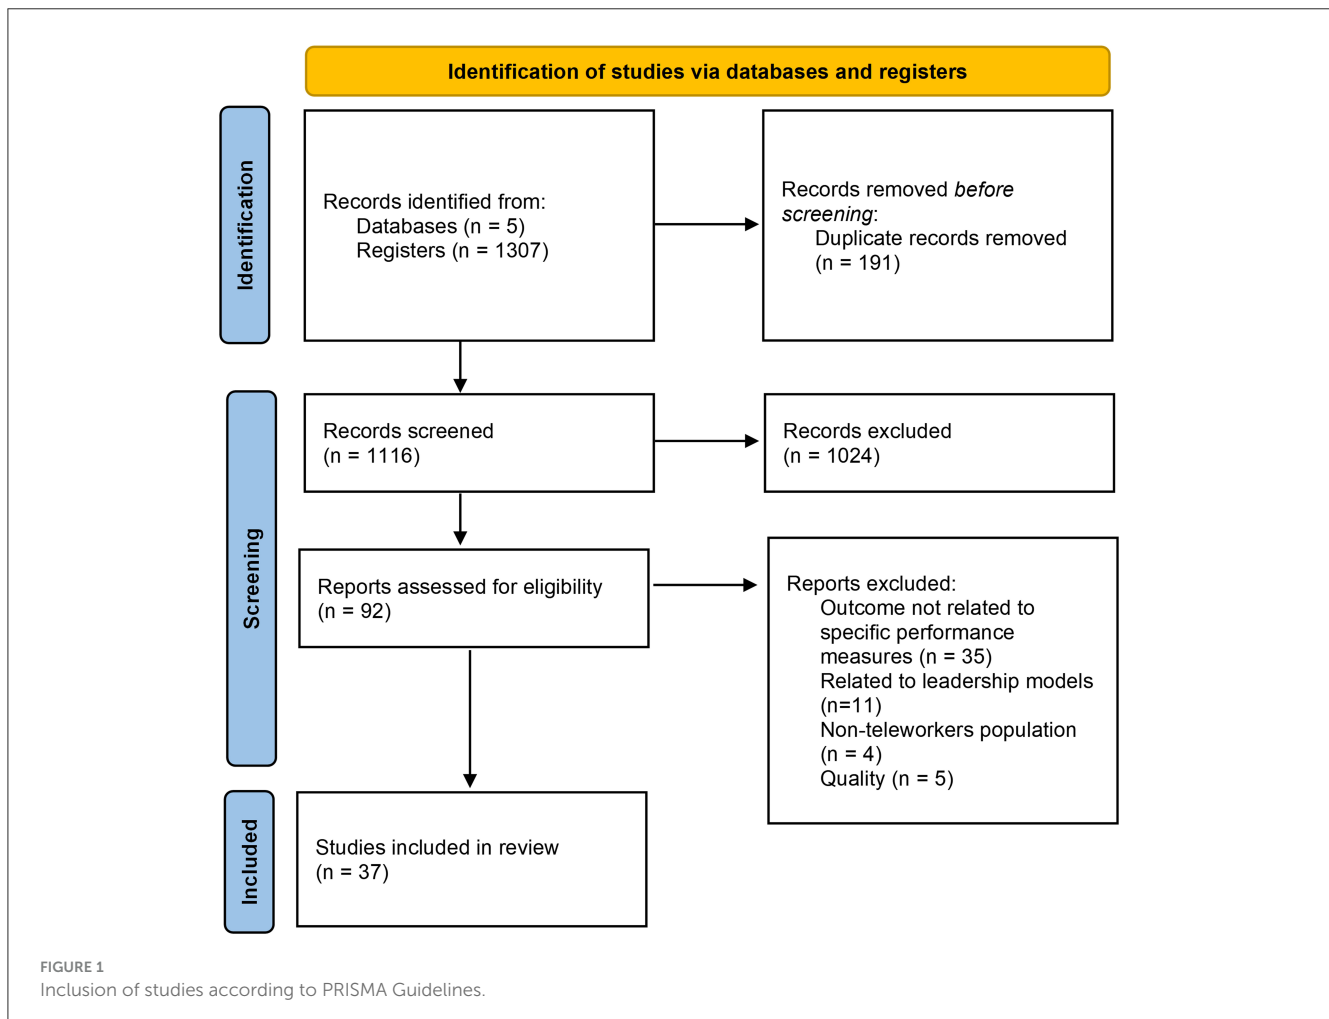 Identification of studies via databases and registers
Identification
Records identified from:
Databases (n = 5)
Registers (n = 1307)
Records removed before
screening:
Duplicate records removed
(n = 191)
Screening
Records screened
(n = 1116)
Records excluded
(n = 1024)
Reports assessed for eligibility
(n = 92)
Reports excluded:
Outcome not related to
specific performance
measures (n = 35)
Related to leadership models
(n=11)
Non-teleworkers population
(n = 4)
Quality (n = 5)
Included
Studies included in review
(n = 37)
FIGURE 1
Inclusion of studies according to PRISMA Guidelines.